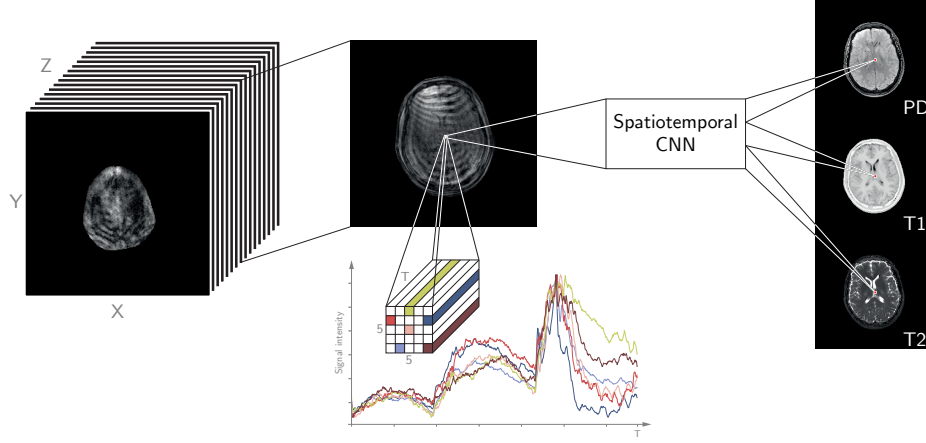 Z
Y
X
T
5
5
Signal intensity
T
Spatiotemporal
CNN
PD
T1
T2